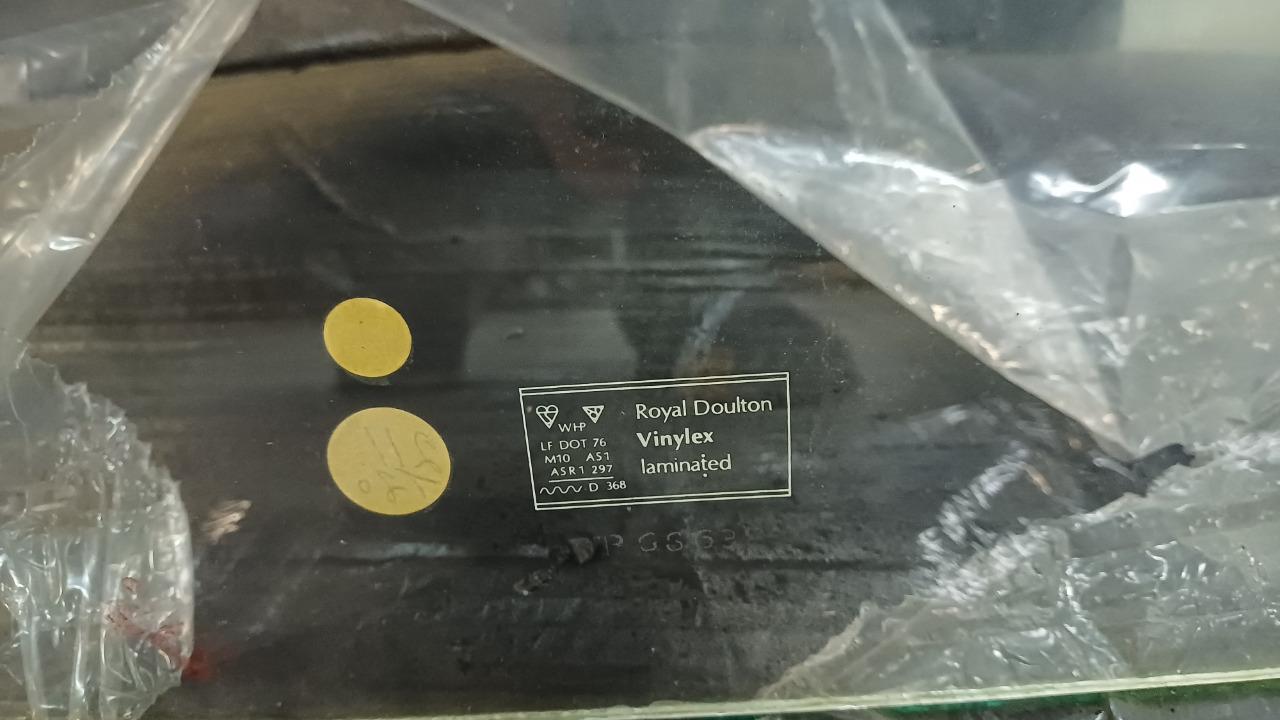 Royal Doulton
Vinylex
laminated
WHP
LF DOT 76
M10 AS1
ASR1 297
D 368